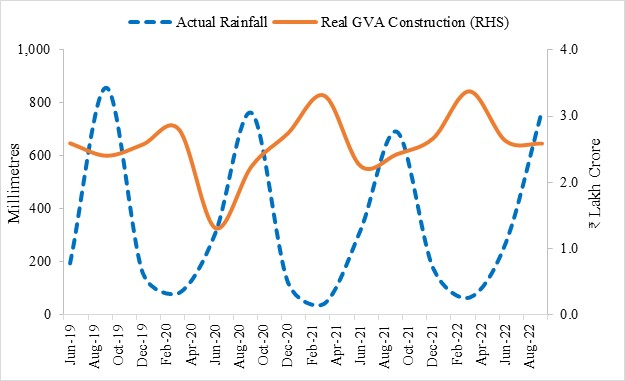 Actual Rainfall Real GVA Construction (RHS)
1,000
800
600
400
200
0
Millimetres
4.0
3.0
2.0
1.0
0.0
₹ Lakh Crore
Jun-19
Aug-19
Oct-19
Dec-19
Feb-20
Apr-20
Jun-20
Aug-20
Oct-20
Dec-20
Feb-21
Apr-21
Jun-21
Aug-21
Oct-21
Dec-21
Feb-22
Apr-22
Jun-22
Aug-22